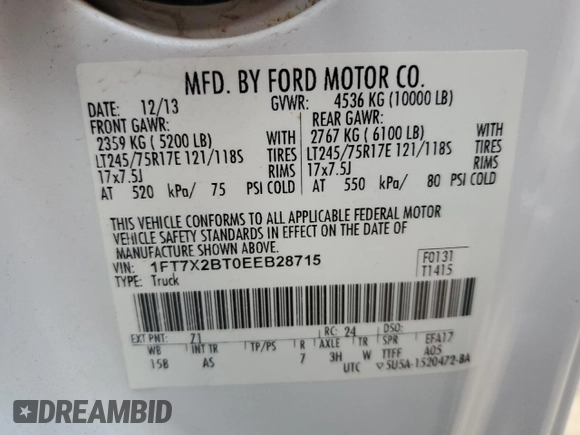 MFD. BY FORD MOTOR CO.
DATE: 12/13 GVWR: 4536 KG (10000 LB)
FRONT GAWR: REAR GAWR:
2359 KG ( 5200 LB) WITH 2767 KG ( 6100 LB) WITH
LT245/75R17E 121/118S TIRES LT245/75R17E 121/118S TIRES
17x7.5J RIMS 17x7.5J RIMS
AT 520 kPa/ 75 PSI COLD AT 550 kPa/ 80 PSI COLD
THIS VEHICLE CONFORMS TO ALL APPLICABLE FEDERAL MOTOR
VEHICLE SAFETY STANDARDS IN EFFECT ON THE DATE OF
MANUFACTURE SHOWN ABOVE.
VIN: 1FT7X2BT0EEB28715 F0131
TYPE: Truck T1415
EXT PNT: Z1 RC: 24 DSO:
WB INT TR TP/PS R AXLE TR SPR EFA17
158 AS 7 3H W TTFF A05
UTC ▽ 5U5A-1520472-BA
DREAMBID